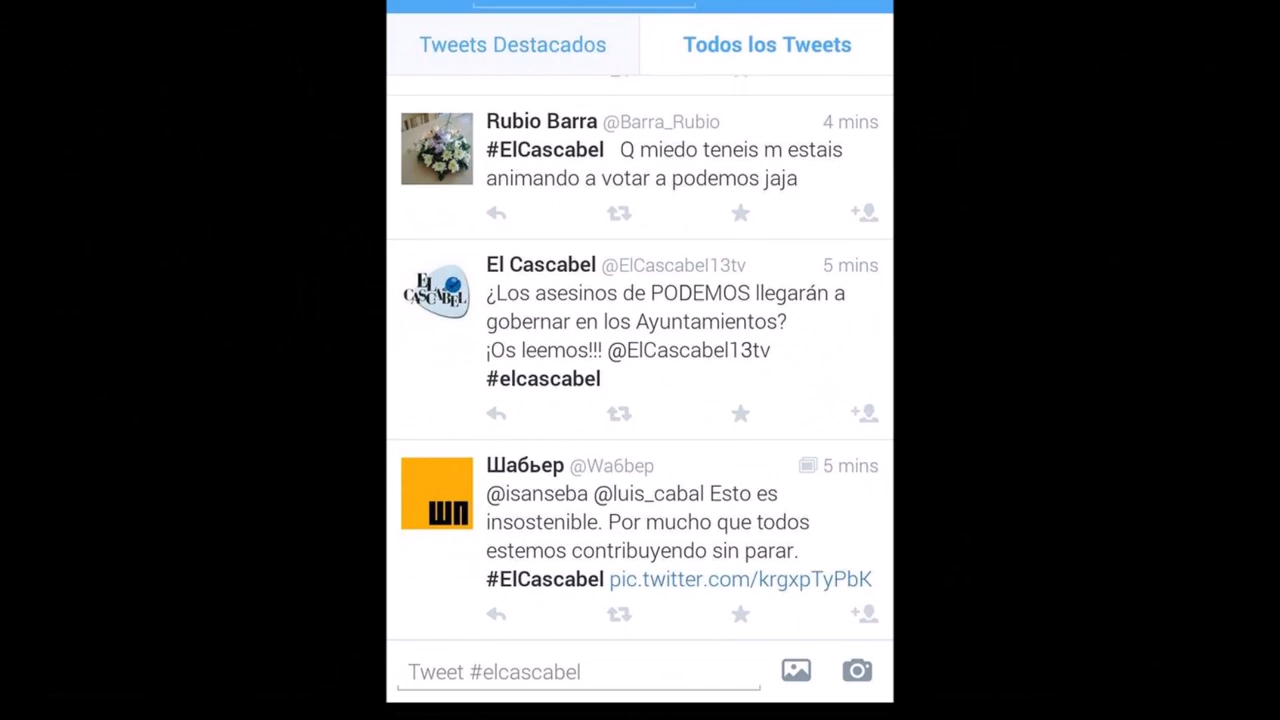 Tweets Destacados
Todos los Tweets
Rubio Barra @Barra_Rubio 4 mins
#ElCascabel Q miedo teneis m estais
animando a votar a podemos jaja
El Cascabel @ElCascabel13tv 5 mins
EL
CASCABEL
¿Los asesinos de PODEMOS llegarán a
gobernar en los Ayuntamientos?
¡Os leemos!!! @ElCascabel13tv
#elcascabel
Шабьер @Wa6bep 5 mins
@isanseba @luis_cabal Esto es
insostenible. Por mucho que todos
estemos contribuyendo sin parar.
#ElCascabel pic.twitter.com/krgxpTyPbK
Tweet #elcascabel